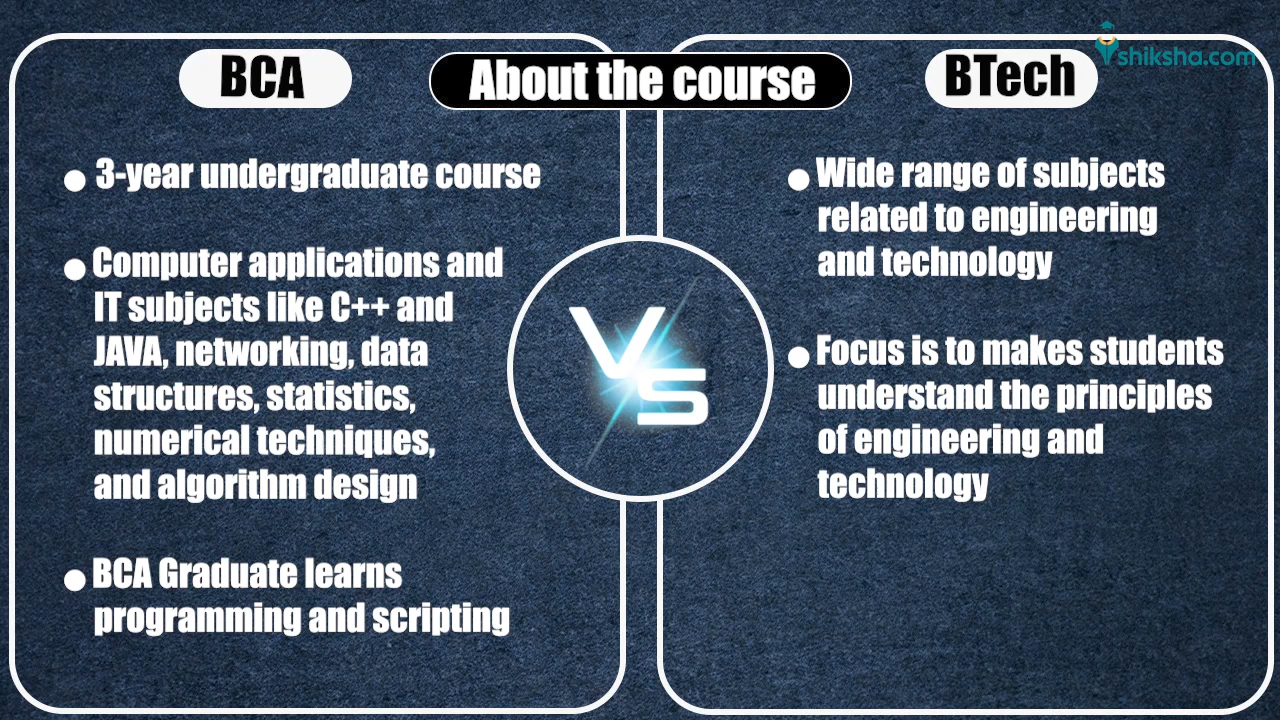 BCA
About the course
BTech
shiksha.com
● 3-year undergraduate course
● Computer applications and
IT subjects like C++ and
JAVA, networking, data
structures, statistics,
numerical techniques,
and algorithm design
● BCA Graduate learns
programming and scripting
VS
● Wide range of subjects
related to engineering
and technology
● Focus is to makes students
understand the principles
of engineering and
technology